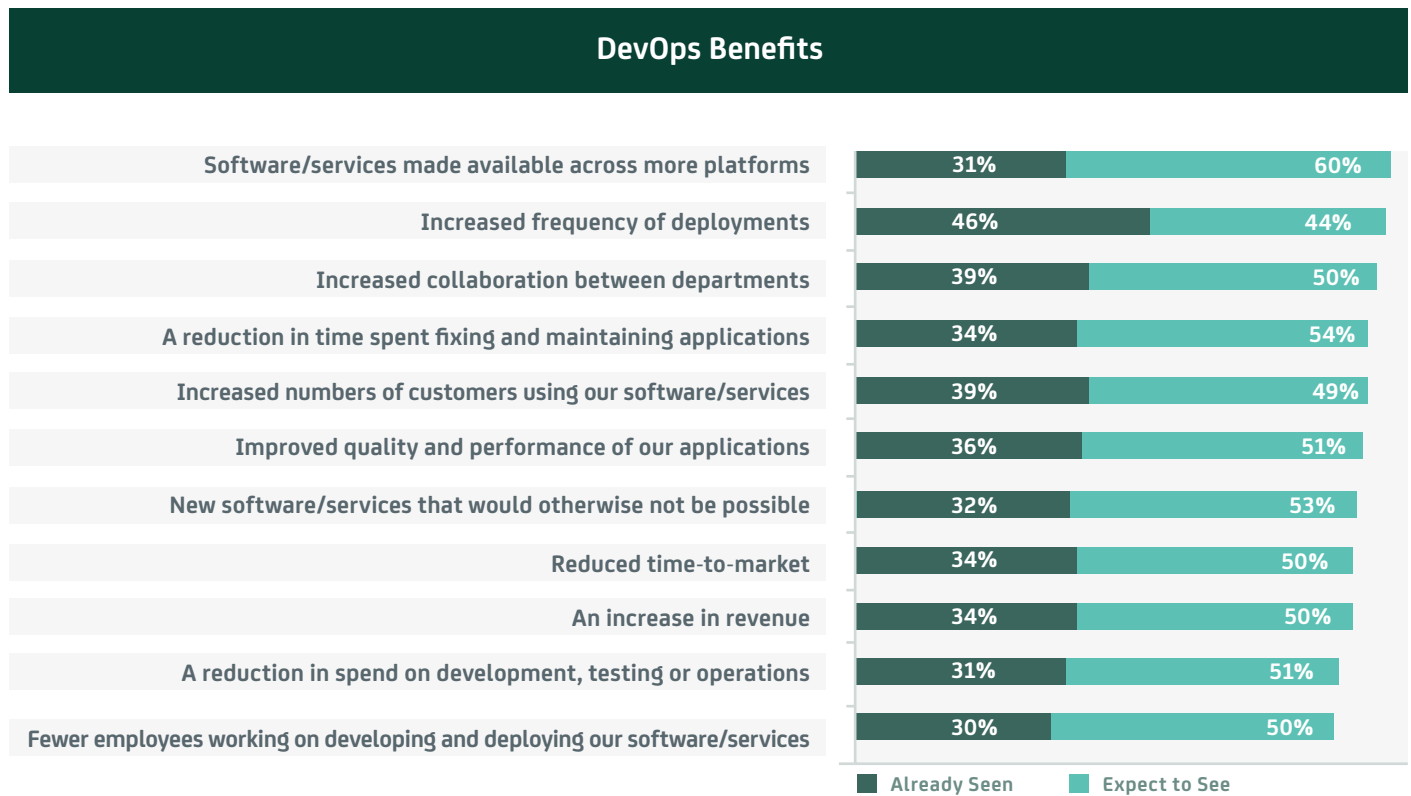 DevOps Benefits
Software/services made available across more platforms 31% 60%
Increased frequency of deployments 46% 44%
Increased collaboration between departments 39% 50%
A reduction in time spent fixing and maintaining applications 34% 54%
Increased numbers of customers using our software/services 39% 49%
Improved quality and performance of our applications 36% 51%
New software/services that would otherwise not be possible 32% 53%
Reduced time-to-market 34% 50%
An increase in revenue 34% 50%
A reduction in spend on development, testing or operations 31% 51%
Fewer employees working on developing and deploying our software/services 30% 50%
Already Seen Expect to See